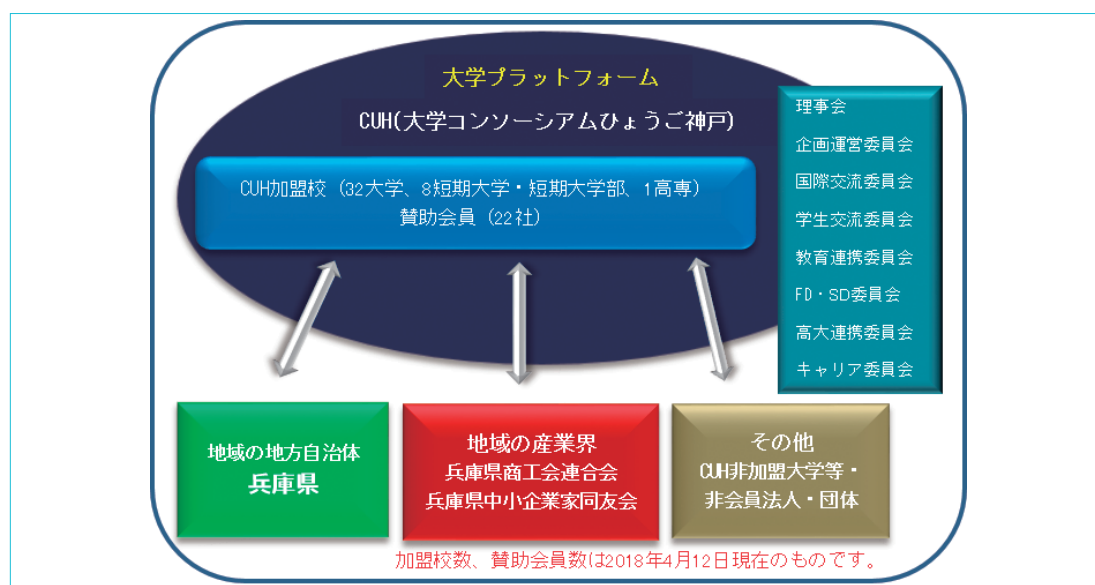 大学プラットフォーム
CUH(大学コンソーシアムひょうご神戸)
CUH加盟校（32大学、8短期大学・短期大学部、1高専）
賛助会員（22社）
理事会
企画運営委員会
国際交流委員会
学生交流委員会
教育連携委員会
FD・SD委員会
高大連携委員会
キャリア委員会
地域の地方自治体
兵庫県
地域の産業界
兵庫県商工会連合会
兵庫県中小企業家同友会
その他
CUH非加盟大学等・
非会員法人・団体
加盟校数、賛助会員数は2018年4月12日現在のものです。